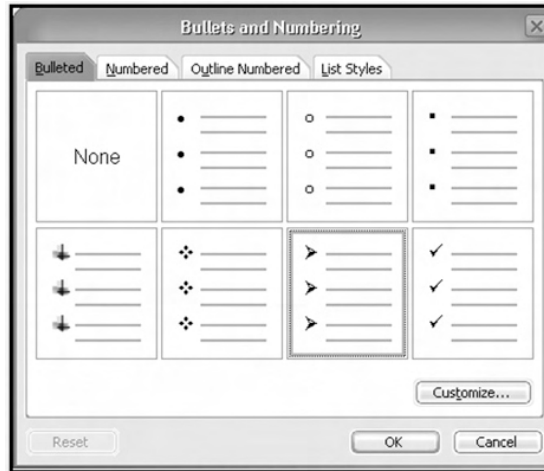 Bullets and Numbering
Bulleted Numbered Outline Numbered List Styles
None
Customize...
Reset OK Cancel